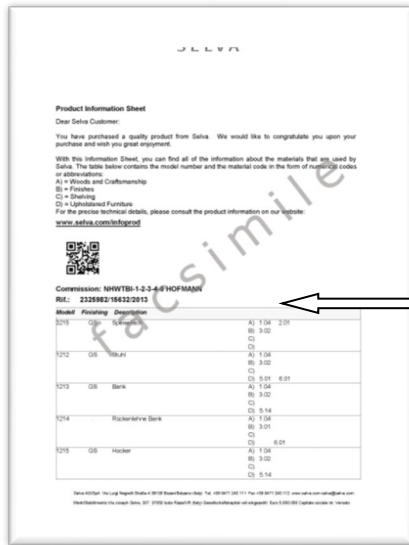 SELVA
Product Information Sheet
Dear Selva Customer:
You have purchased a quality product from Selva. We would like to congratulate you upon your
purchase and wish you great enjoyment.
With this Information Sheet, you can find all of the information about the materials that are used by
Selva. The table below contains the model number and the material code in the form of numerical codes
or abbreviations:
A) = Woods and Craftsmanship
B) = Finishes
C) = Shelving
D) = Upholstered Furniture
For the precise technical details, please consult the product information on our website:
www.selva.com/infoprod
facsimile
Commission: NHWTBI-1-2-3-4-9 HOFMANN
Rif.: 2325982/15632/2013
Modell Finishing Description
3215 GS A) 1.04 2.01
B) 3.02
C)
D)
1212 GS Stuhl A) 1.04
B) 3.02
C)
D) 5.01 6.01
1213 GS Bank A) 1.04
B) 3.02
C)
D) 5.14
1214 Rückenlehne Bank A) 1.04
B) 3.01
C)
D) 6.01
1215 GS Hocker A) 1.04
B) 3.02
C)
D) 5.14